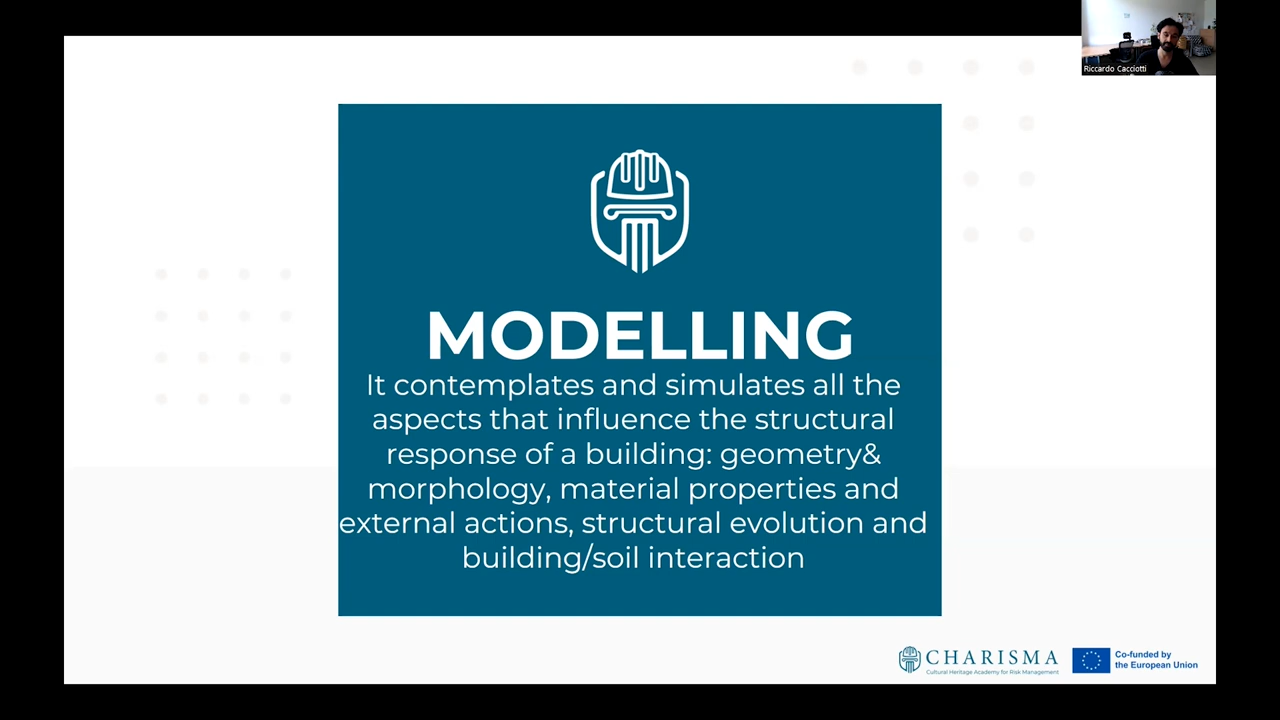 Riccardo Cacciotti
MODELLING
It contemplates and simulates all the
aspects that influence the structural
response of a building: geometry&
morphology, material properties and
external actions, structural evolution and
building/soil interaction
CHARISMA
Cultural Heritage Academy for Risk Management
Co-funded by
the European Union